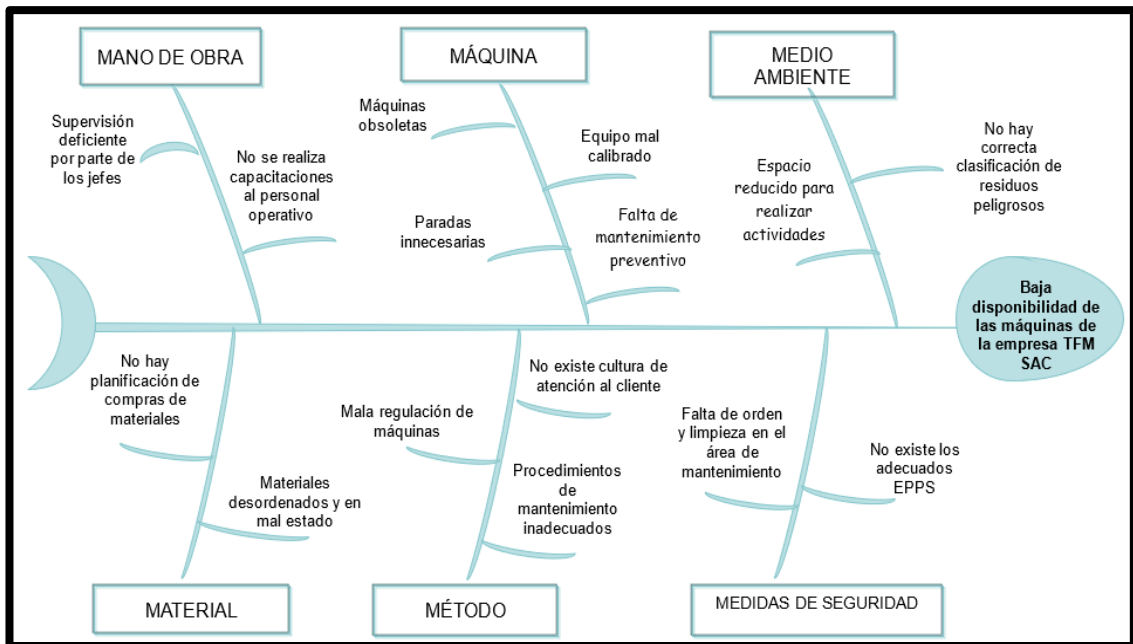 MANO DE OBRA
MÁQUINA
MEDIO
AMBIENTE
Supervisión
deficiente
por parte de
los jefes
No se realiza
capacitaciones
al personal
operativo
Máquinas
obsoletas
Equipo mal
calibrado
Paradas
innecesarias
Falta de
mantenimiento
preventivo
Espacio
reducido para
realizar
actividades
No hay
correcta
clasificación de
residuos
peligrosos
Baja
disponibilidad de
las máquinas de
la empresa TFM
SAC
No hay
planificación de
compras de
materiales
Materiales
desordenados y en
mal estado
No existe cultura de
atención al cliente
Mala regulación de
máquinas
Procedimientos
de
mantenimiento
inadecuados
Falta de orden
y limpieza en el
área de
mantenimiento
No existe los
adecuados
EPPS
MATERIAL
MÉTODO
MEDIDAS DE SEGURIDAD